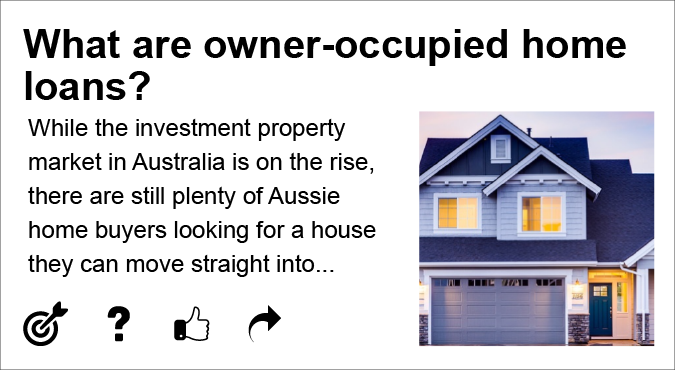 What are owner-occupied home
loans?
While the investment property
market in Australia is on the rise,
there are still plenty of Aussie
home buyers looking for a house
they can move straight into...